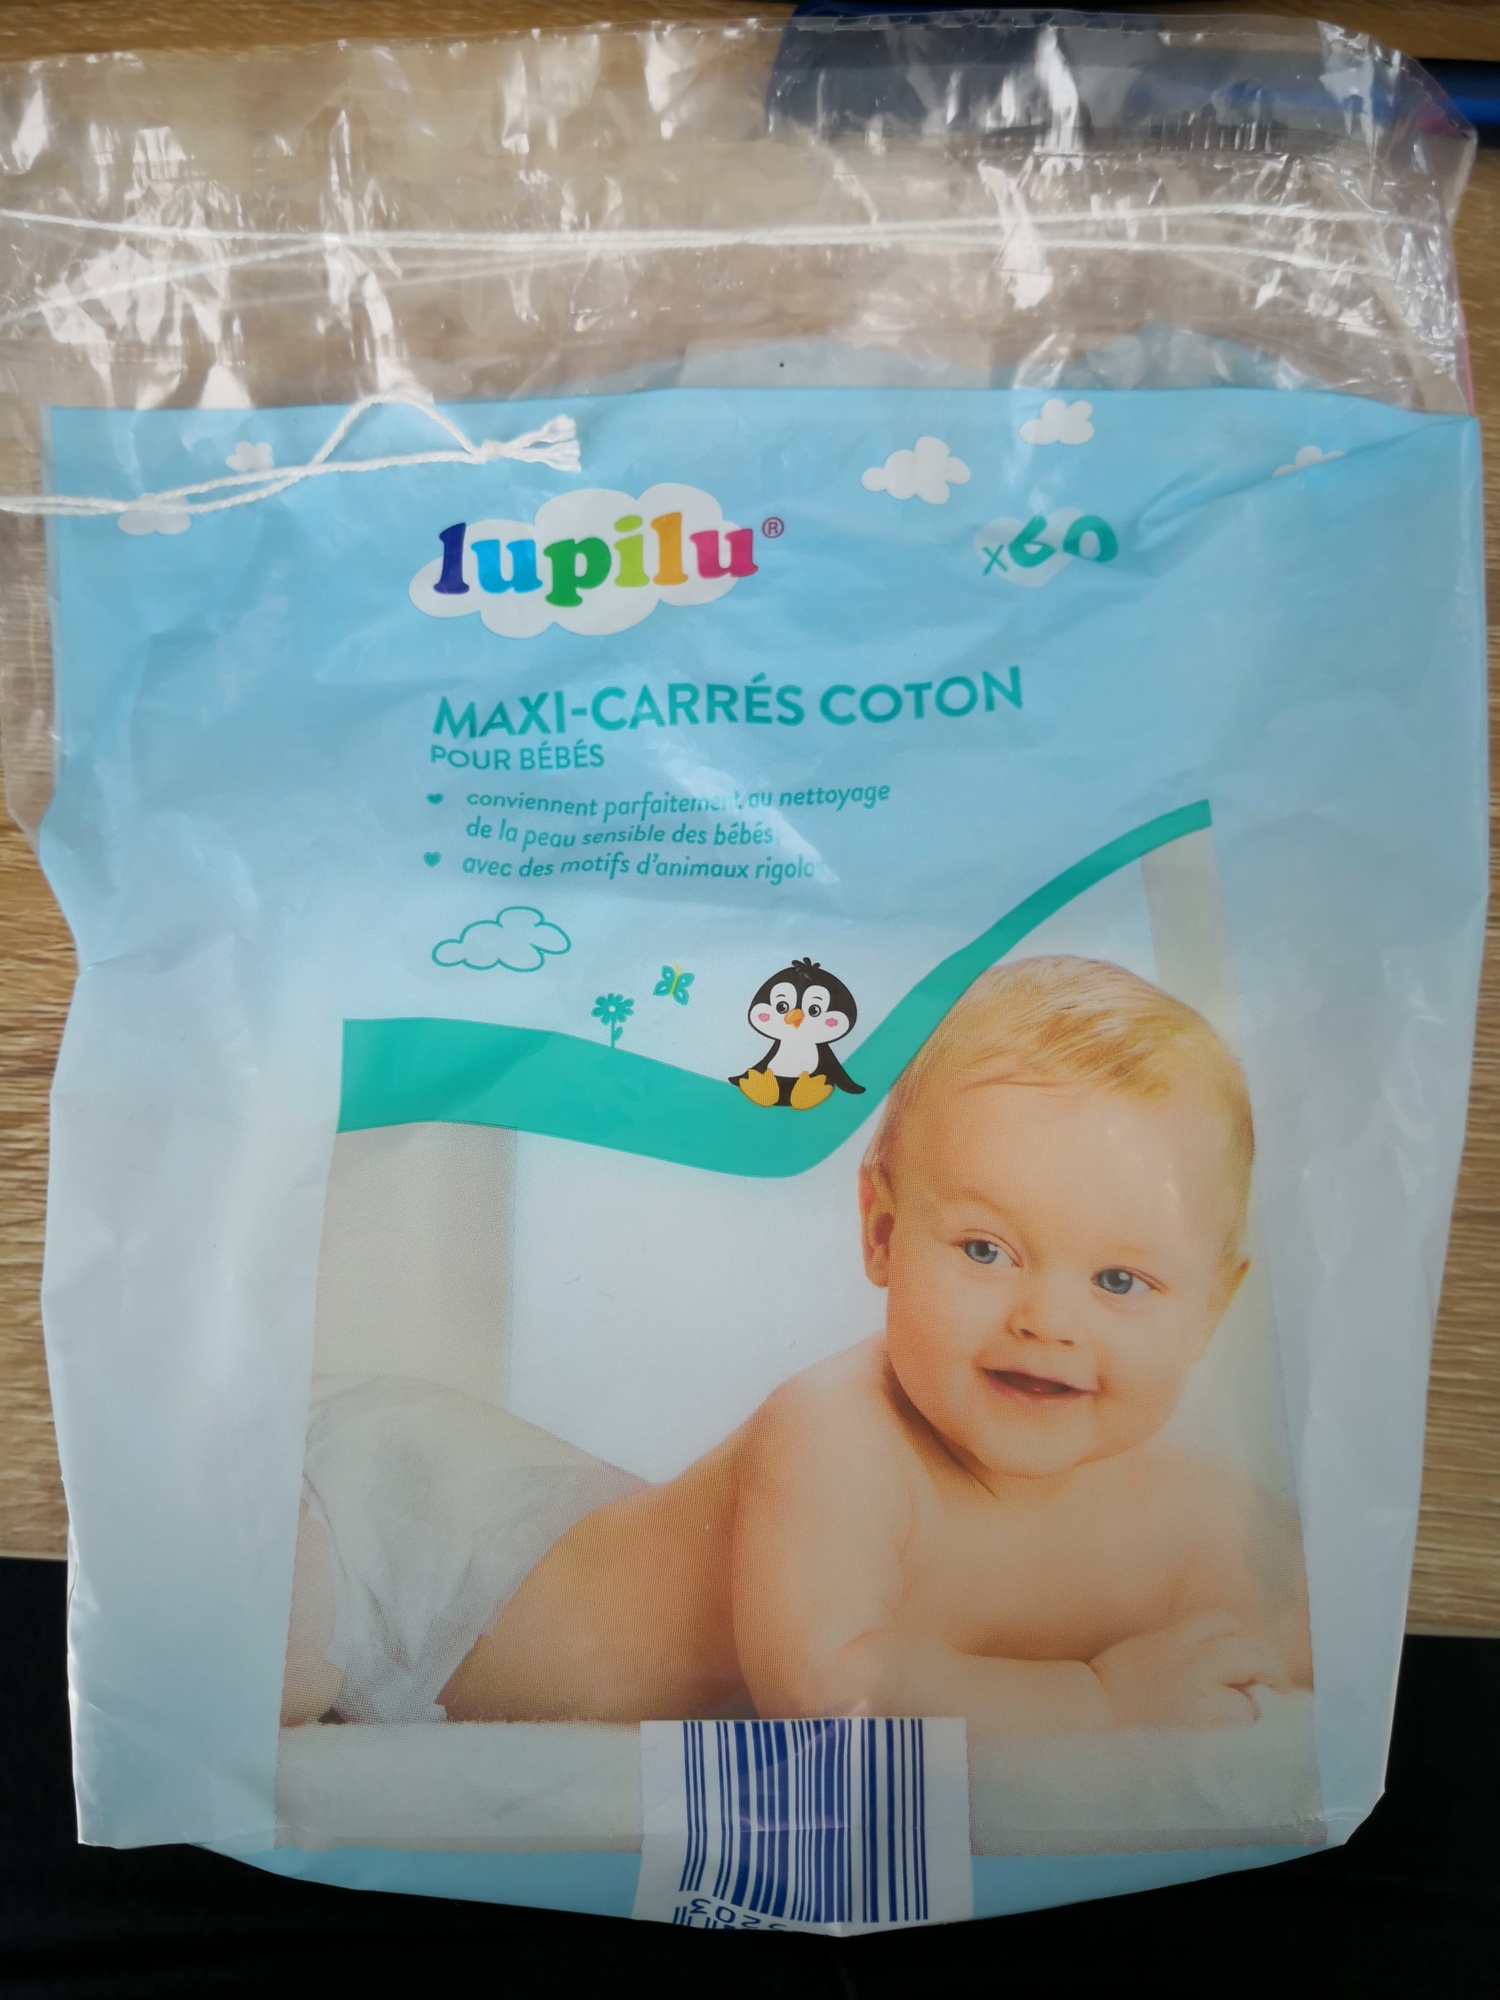 lupilu®
x60
MAXI-CARRÉS COTON
POUR BÉBÉS
conviennent parfaitement au nettoyage
de la peau sensible des bébés
avec des motifs d'animaux rigolo